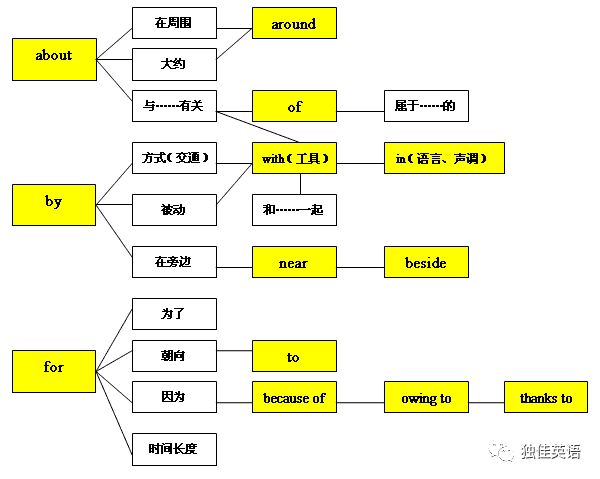 在周围
around
about
大约
与------有关
of
属于------的
方式(交通)
with(工具)
in(语言、声调)
by
被动
和------一起
在旁边
near
beside
为了
for
朝向
to
因为
because of
owing to
thanks to
时间长度
独佳英语